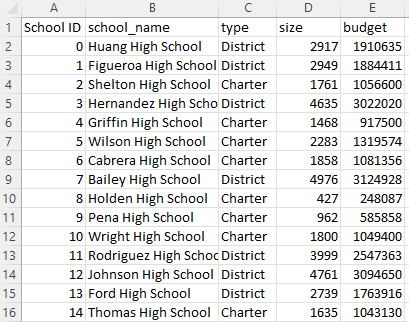 A B C D E
1 School ID school_name type size budget
2 0 Huang High School District 2917 1910635
3 1 Figueroa High School District 2949 1884411
4 2 Shelton High School Charter 1761 1056600
5 3 Hernandez High Scho District 4635 3022020
6 4 Griffin High School Charter 1468 917500
7 5 Wilson High School Charter 2283 1319574
8 6 Cabrera High School Charter 1858 1081356
9 7 Bailey High School District 4976 3124928
10 8 Holden High School Charter 427 248087
11 9 Pena High School Charter 962 585858
12 10 Wright High School Charter 1800 1049400
13 11 Rodriguez High Schoo District 3999 2547363
14 12 Johnson High School District 4761 3094650
15 13 Ford High School District 2739 1763916
16 14 Thomas High School Charter 1635 1043130